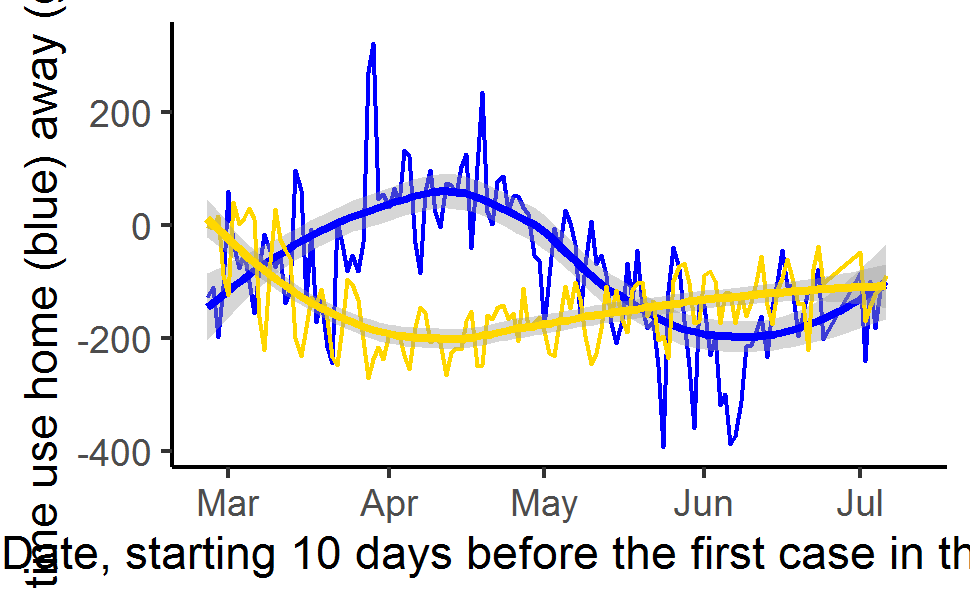 time use home (blue) away (
200
0
-200
-400
Mar Apr May Jun Jul
Date, starting 10 days before the first case in th